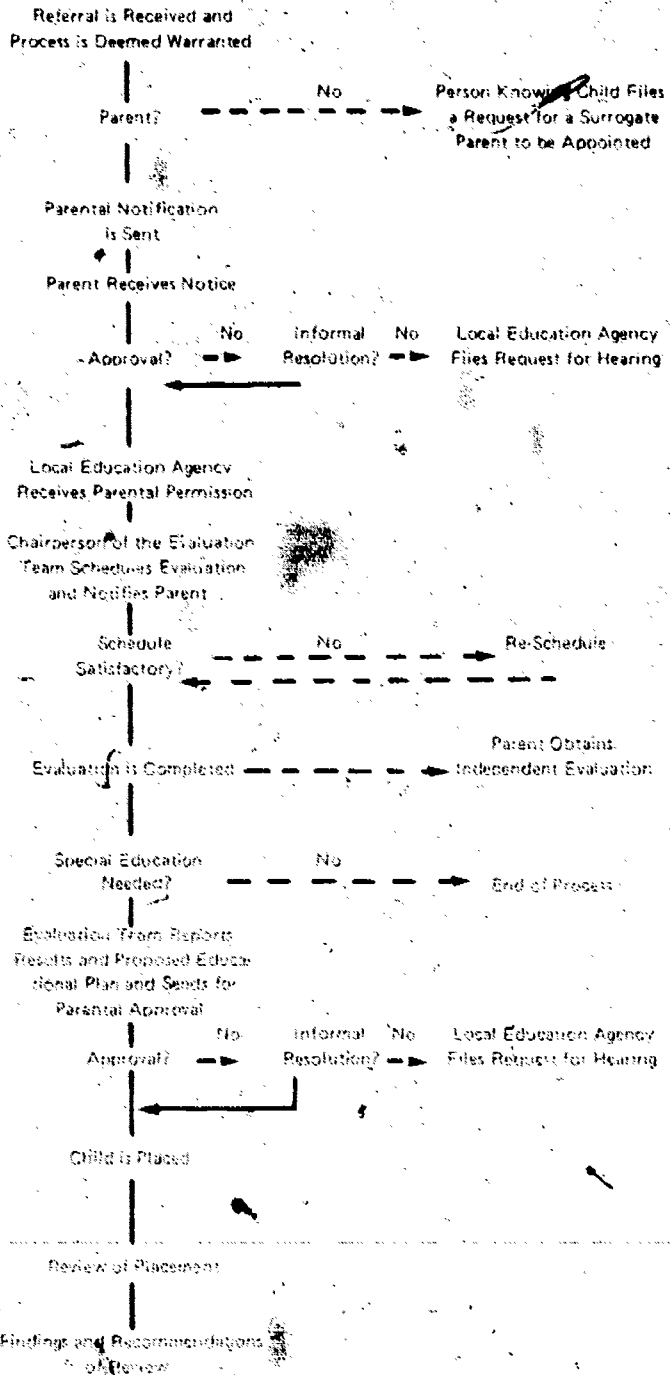 Referral is Received and
Process is Deemed Warranted
Parent?
No
Person Knowing Child Files
a Request for a Surrogate
Parent to be Appointed
Parental Notification
is Sent
Parent Receives Notice
Approval?
No
Informal
Resolution?
No
Local Education Agency
Files Request for Hearing
Local Education Agency
Receives Parental Permission
Chairperson of the Evaluation
Team Schedules Evaluation
and Notifies Parent
Schedule
Satisfactory?
No
Re-Schedule
Evaluation is Completed
Parent Obtains
Independent Evaluation
Special Education
Needed?
No
End of Process
Evaluation Team Reports
Results and Proposed Educa-
tional Plan and Sends for
Parental Approval
Approval?
No
Informal
Resolution?
No
Local Education Agency
Files Request for Hearing
Child is Placed
Review of Placement
Findings and Recommendations
of Review